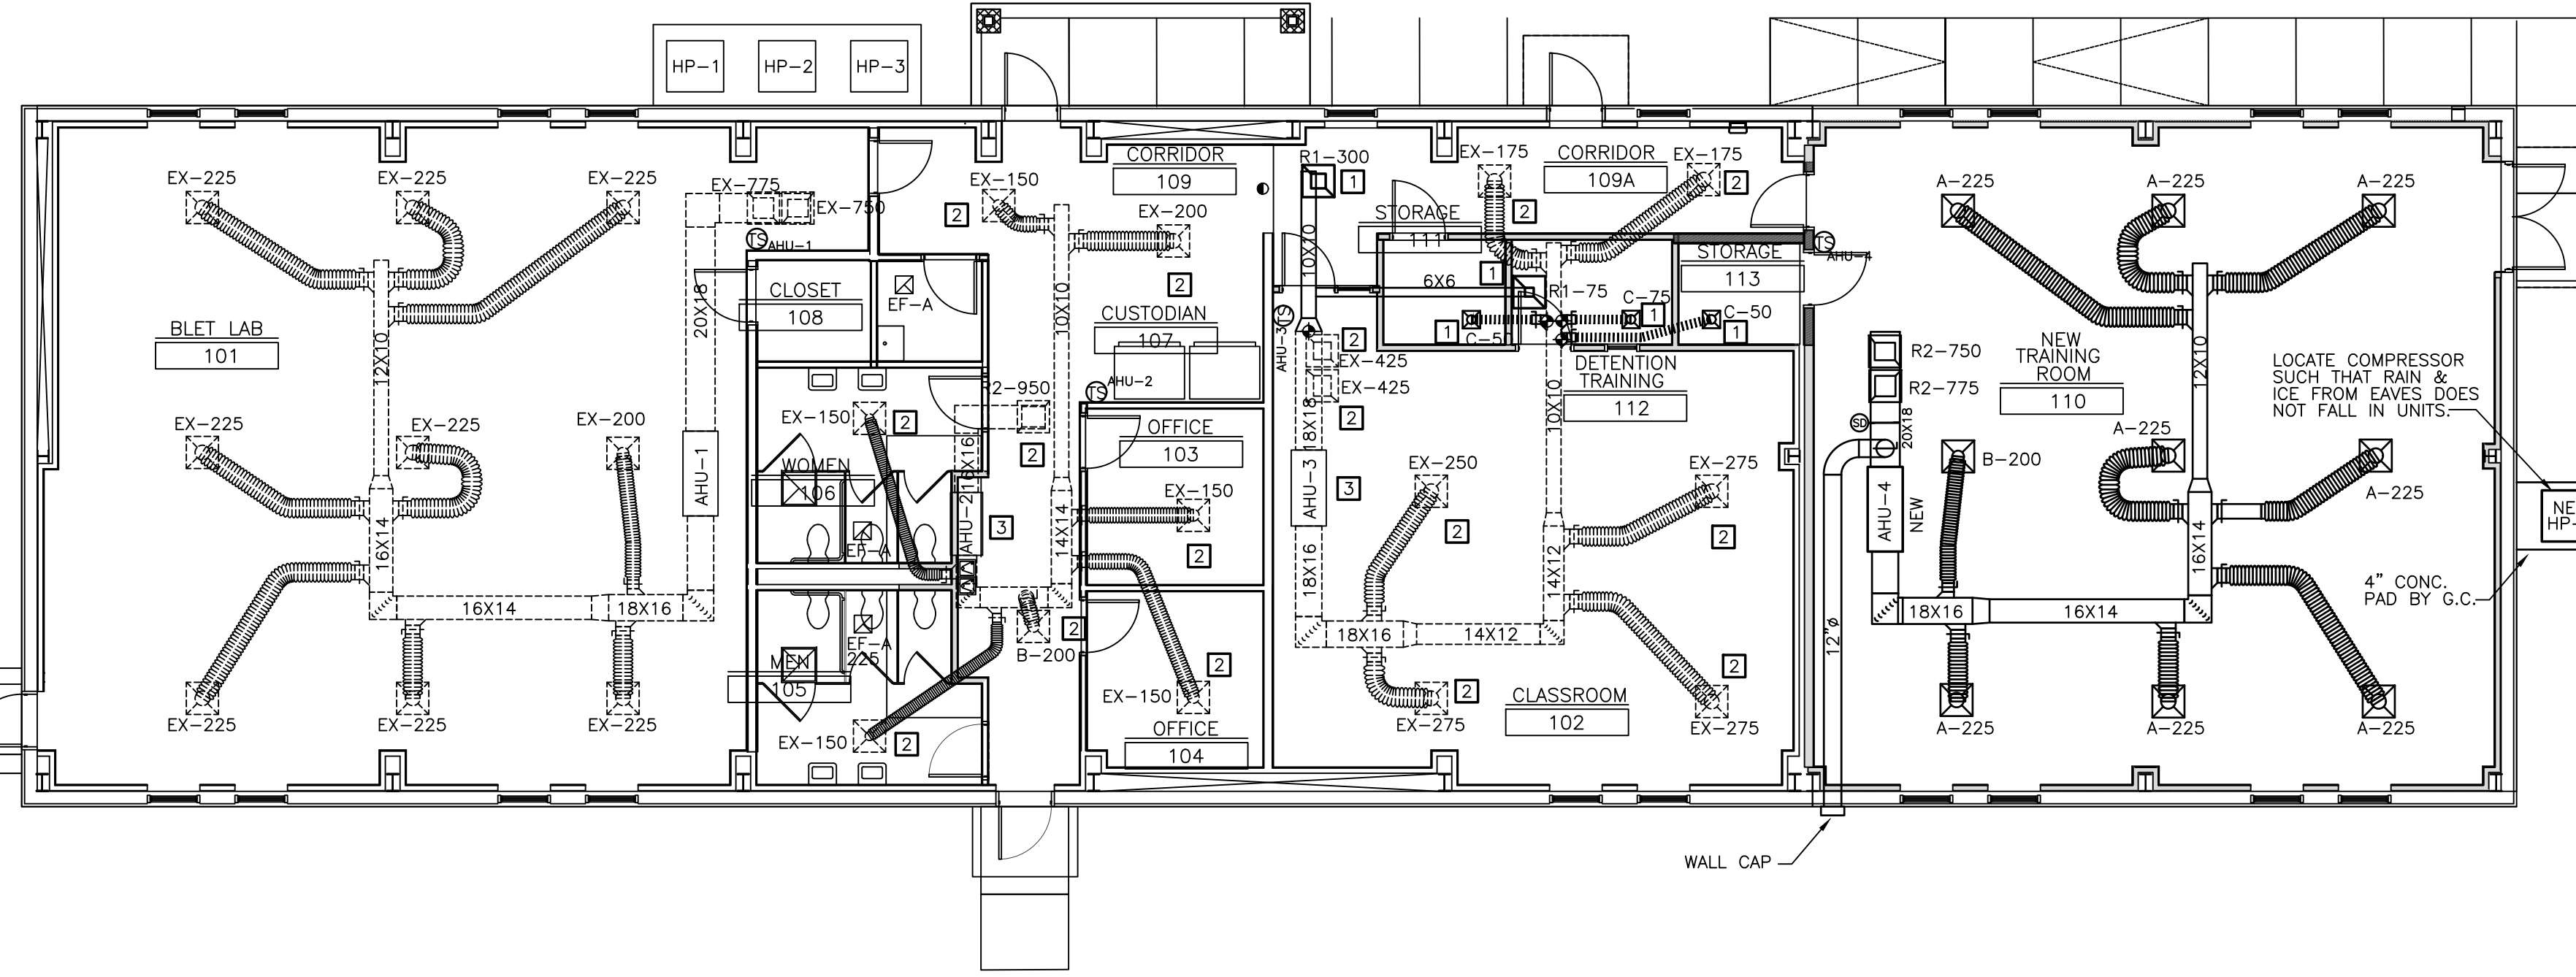 HP-1
HP-2
HP-3
EX-225
EX-225
EX-225
EX-775
EX-750
TS
AHU-1
20X18
BLET LAB
101
12X10
CLOSET
108
EF-A
EX-225
EX-225
EX-200
AHU-1
16X14
16X14
18X16
EX-225
EX-225
EX-225
EX-150
2
WOMEN
106
EF-A
EF-A
225
MEN
105
EX-150
2
EX-150
2
CORRIDOR
109
EX-200
2
10X10
CUSTODIAN
107
TS
AHU-2
R2-950
16X16
2
AHU-2
3
14X14
OFFICE
103
EX-150
2
2
B-200
2
EX-150
OFFICE
104
R1-300
1
10X10
EX-175
2
CORRIDOR
109A
EX-175
2
STORAGE
111
1
6X6
R1-75
C-75
1
STORAGE
113
C-50
1
1
TS
AHU-3
2
EX-425
EX-425
2
18X18
AHU-3
3
18X16
DETENTION
TRAINING
112
10X10
EX-250
2
EX-275
2
14X12
18X16
14X12
2
EX-275
2
EX-275
CLASSROOM
102
TS
AHU-4
A-225
A-225
A-225
R2-750
R2-775
NEW
TRAINING
ROOM
110
12X10
LOCATE COMPRESSOR
SUCH THAT RAIN &
ICE FROM EAVES DOES
NOT FALL IN UNITS.
SD
20X18
B-200
A-225
A-225
AHU-4
NEW
16X14
NE
HP-
4" CONC.
PAD BY G.C.
18X16
16X14
12"ø
A-225
A-225
A-225
WALL CAP